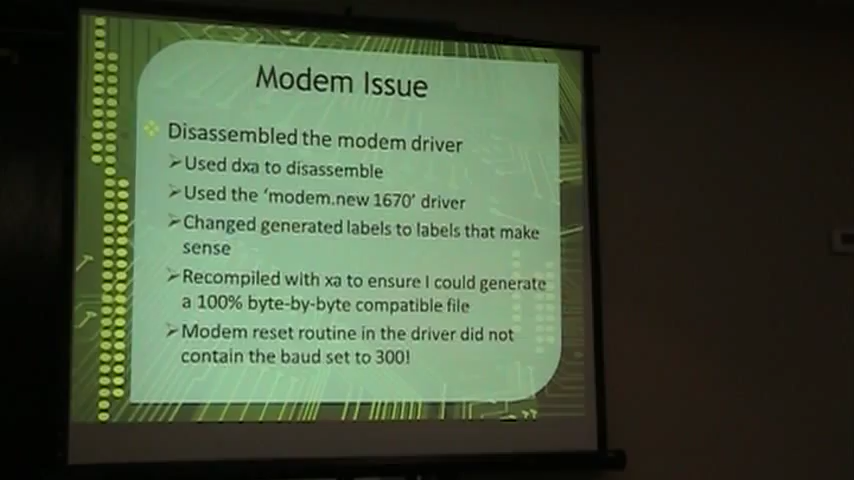 Modem Issue
Disassembled the modem driver
Used dxa to disassemble
Used the 'modem.new 1670' driver
Changed generated labels to labels that make
sense
Recompiled with xa to ensure I could generate
a 100% byte-by-byte compatible file
Modem reset routine in the driver did not
contain the baud set to 300!